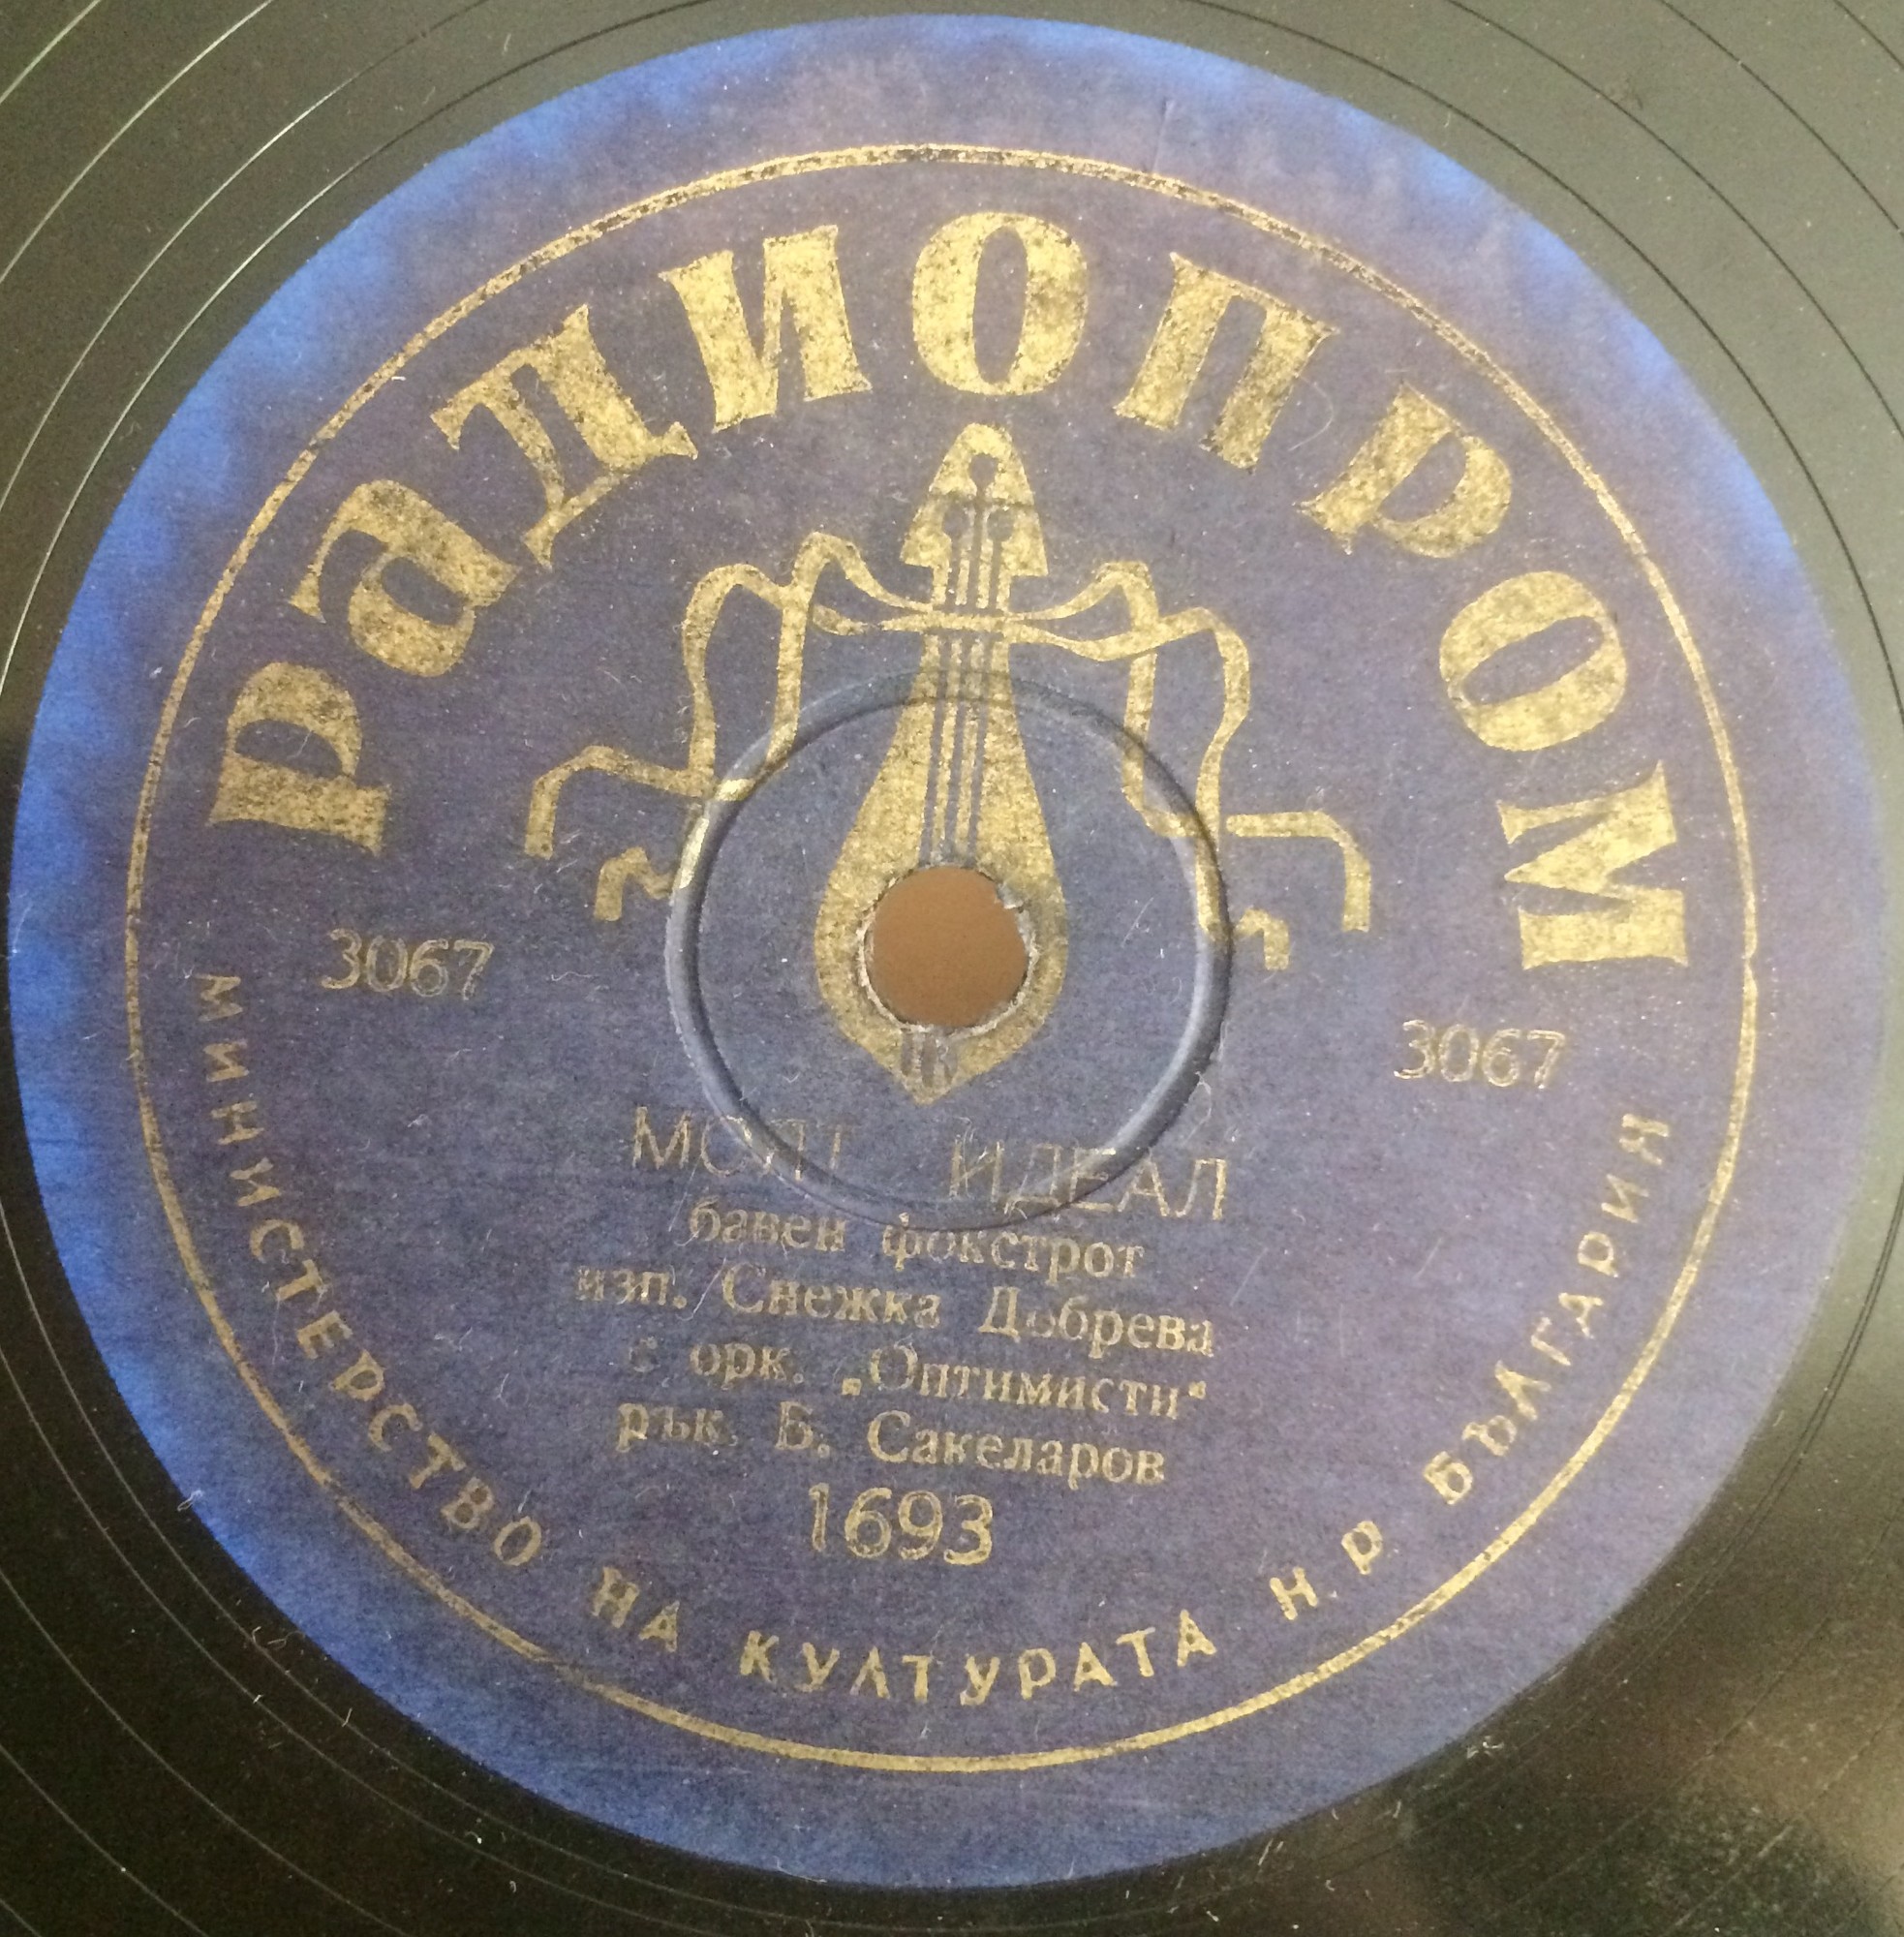 РАДИОПРОМ
3067
3067
МОЯТ ИДЕАЛ
бавен фокстрот
изп. Снежка Добрева
с орк. „Оптимисти“
рък. Б. Сакеларов
1693
МИНИСТЕРСТВО НА КУЛТУРАТА Н.Р БЪЛГАРИЯ